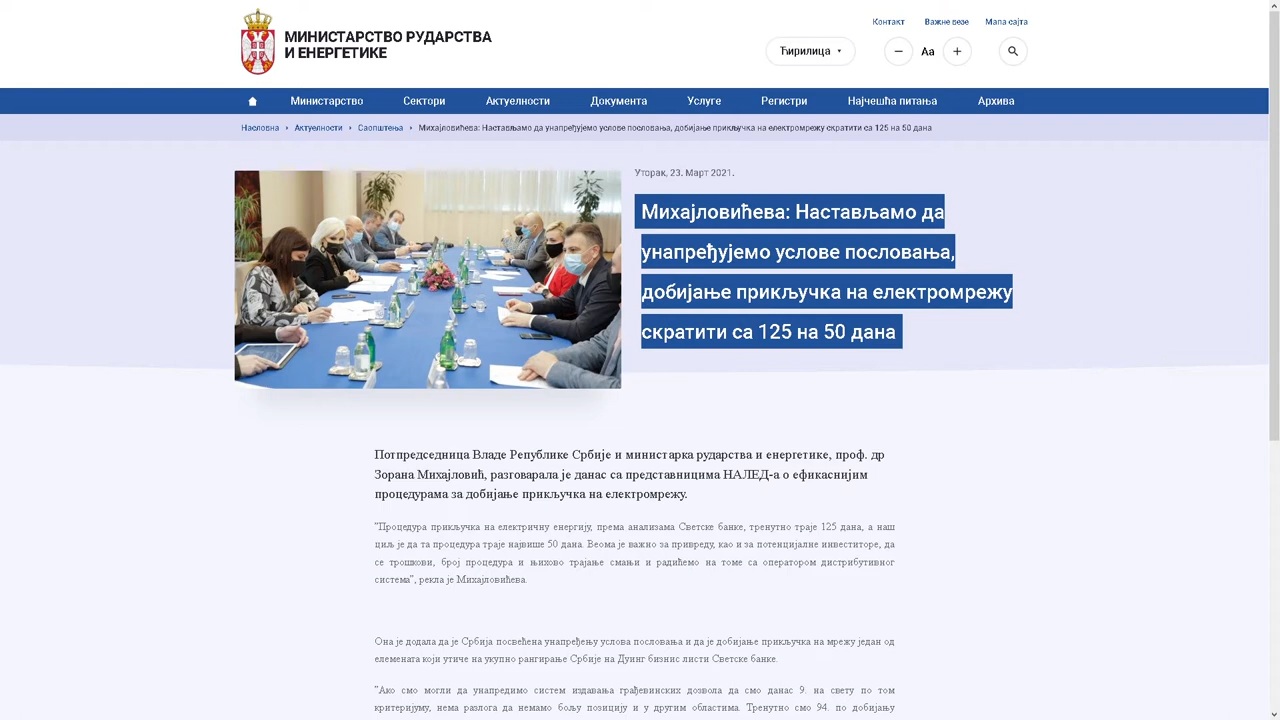 Контакт Важне везе Мапа сајта
МИНИСТАРСТВО РУДАРСТВА
И ЕНЕРГЕТИКЕ
Ћирилица − Aa +
Министарство Сектори Актуелности Документа Услуге Регистри Најчешћа питања Архива
Насловна Актуелности Саопштења Михајловићева: Настављамо да унапређујемо услове пословања, добијање прикључка на електромрежу скратити са 125 на 50 дана
Уторак, 23. Март 2021.
Михајловићева: Настављамо да
унапређујемо услове пословања,
добијање прикључка на електромрежу
скратити са 125 на 50 дана
Потпредседница Владе Републике Србије и министарка рударства и енергетике, проф. др
Зорана Михајловић, разговарала је данас са представницима НАЛЕД-а о ефикаснијим
процедурама за добијање прикључка на електромрежу.
"Процедура прикључка на електричну енергију, према анализама Светске банке, тренутно траје 125 дана, а наш
циљ је да та процедура траје највише 50 дана. Веома је важно за привреду, као и за потенцијалне инвеститоре, да
се трошкови, број процедура и њихово трајање смањи и радићемо на томе са оператором дистрибутивног
система", рекла је Михајловићева.
Она је додала да је Србија посвећена унапређењу услова пословања и да је добијање прикључка на мрежу један од
елемената који утиче на укупно рангирање Србије на Дуинг бизнис листи Светске банке.
"Ако смо могли да унапредимо систем издавања грађевинских дозвола да смо данас 9. на свету по том
критеријуму, нема разлога да немамо бољу позицију и у другим областима. Тренутно смо 94. по добијању